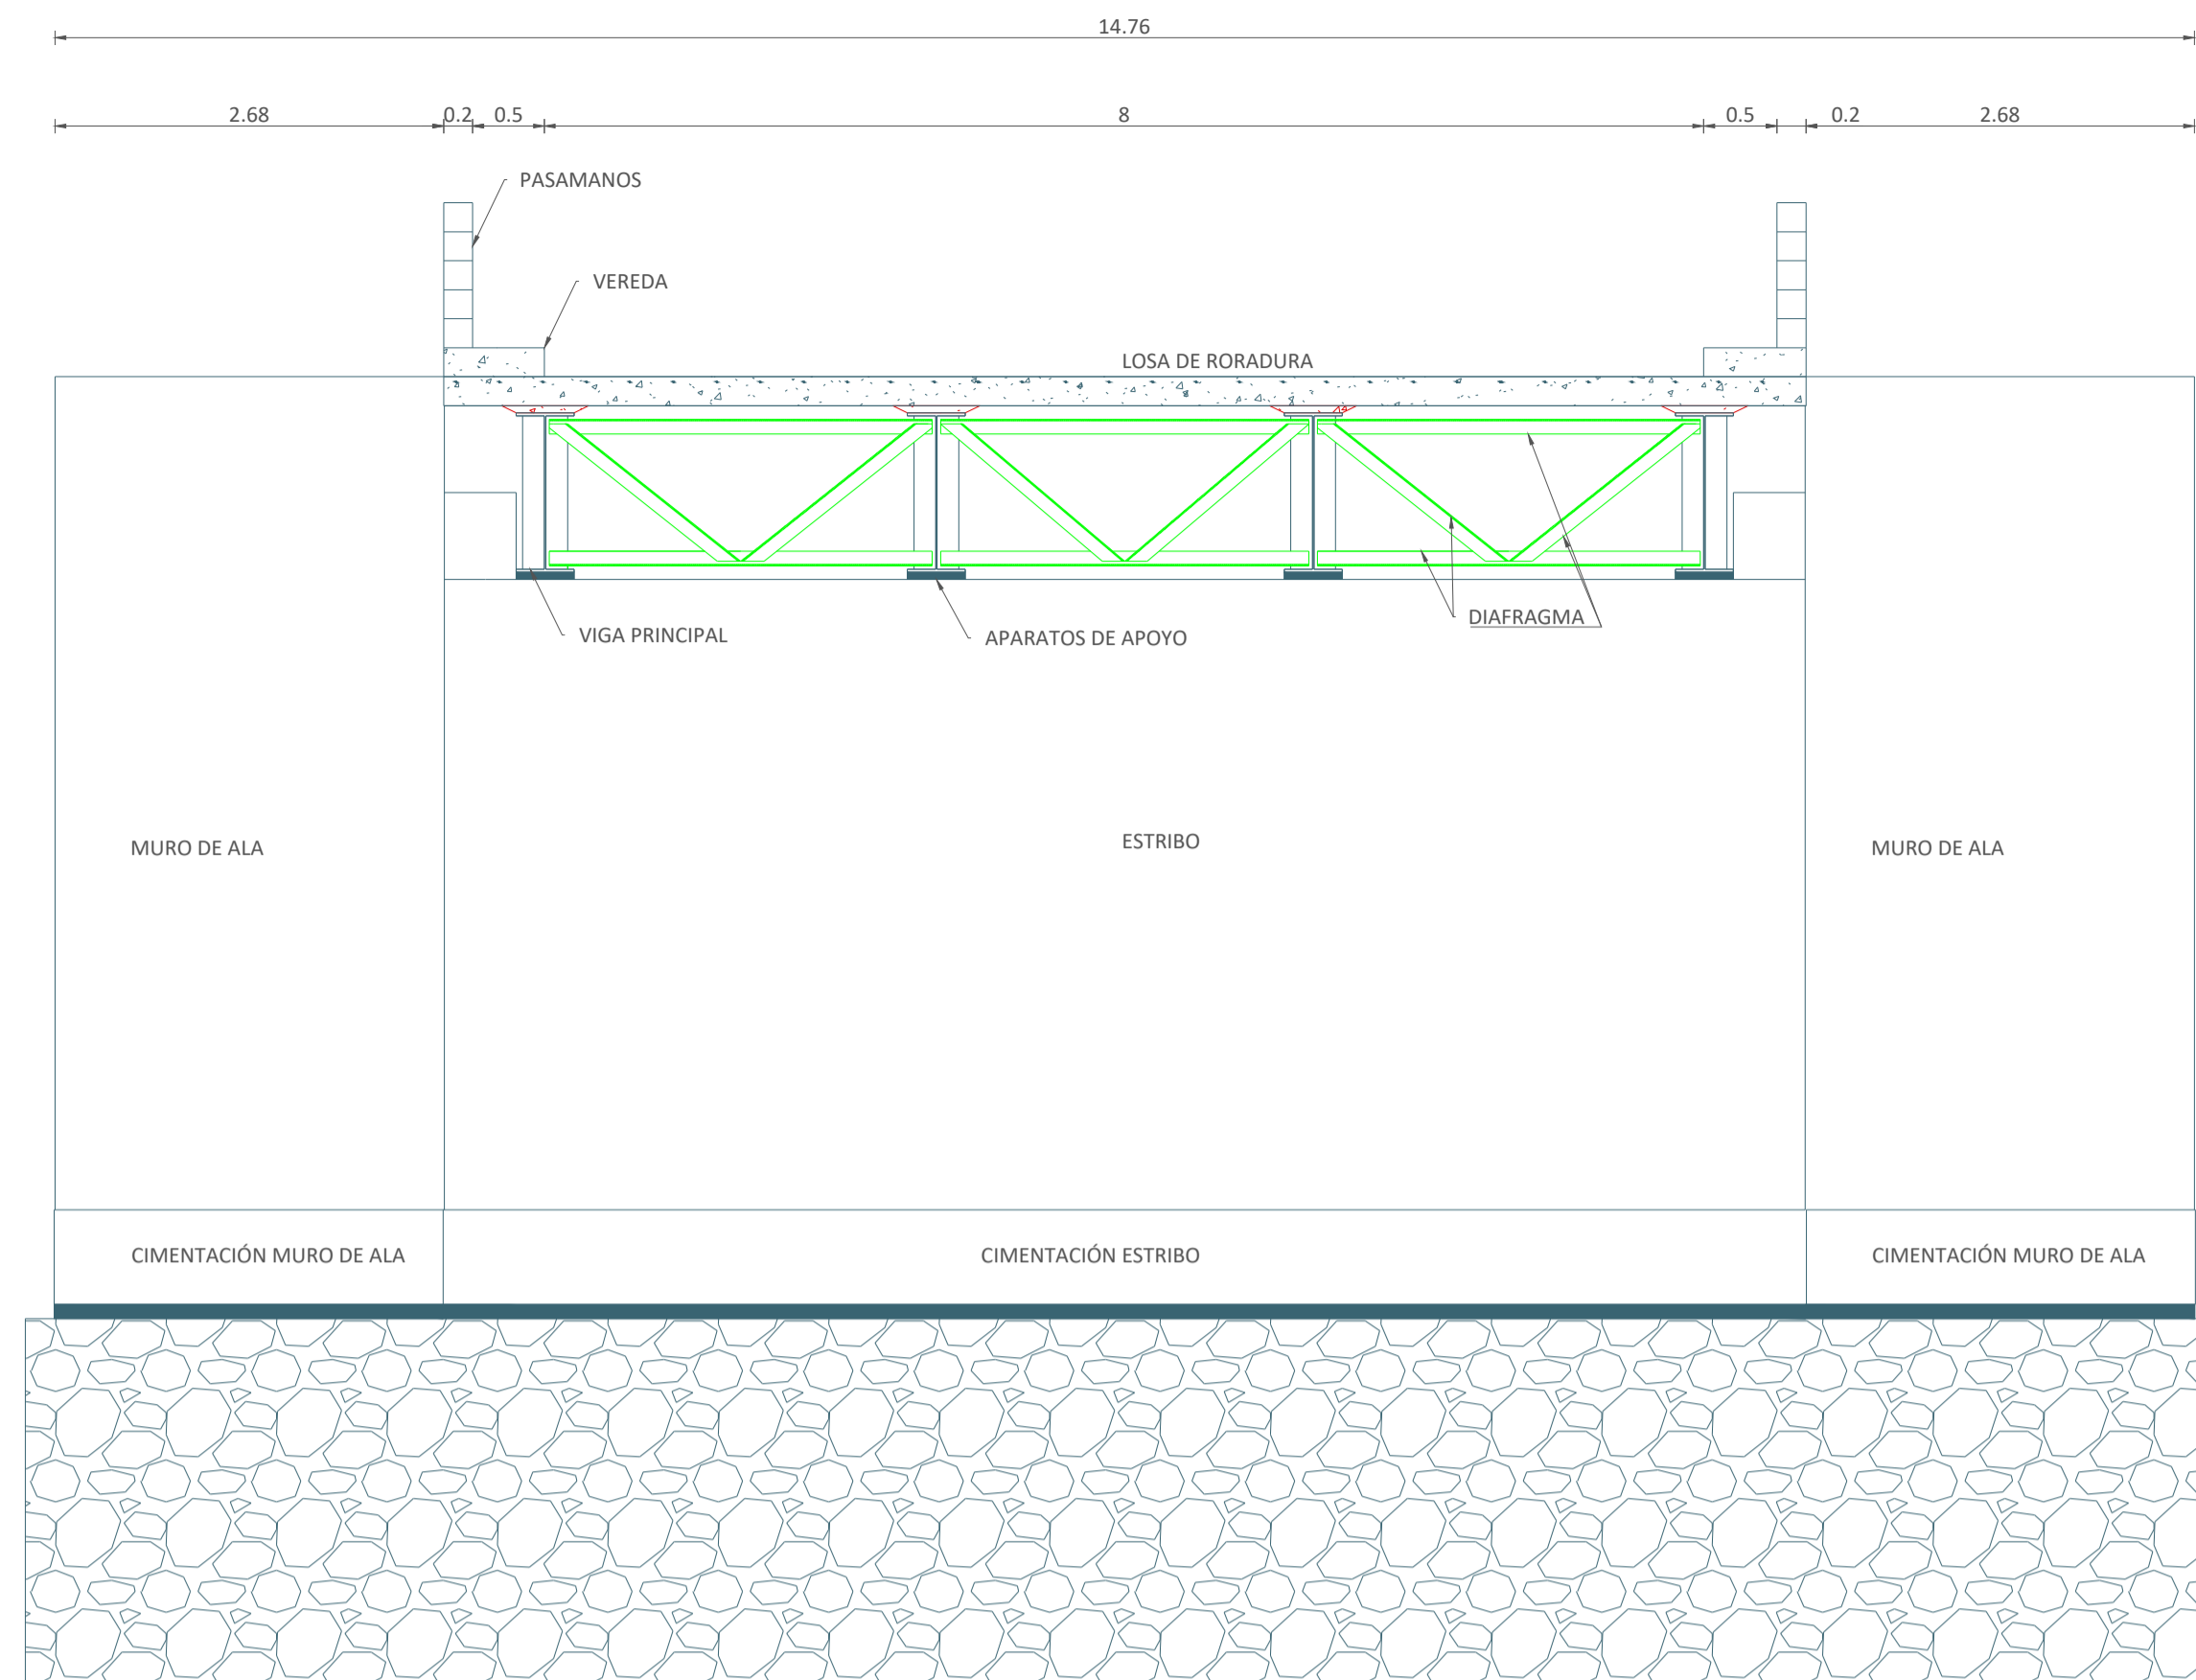 14.76
2.68
0.2
0.5
8
0.5
0.2
2.68
PASAMANOS
VEREDA
LOSA DE RORADURA
DIAFRAGMA
VIGA PRINCIPAL
APARATOS DE APOYO
MURO DE ALA
ESTRIBO
MURO DE ALA
CIMENTACIÓN MURO DE ALA
CIMENTACIÓN ESTRIBO
CIMENTACIÓN MURO DE ALA